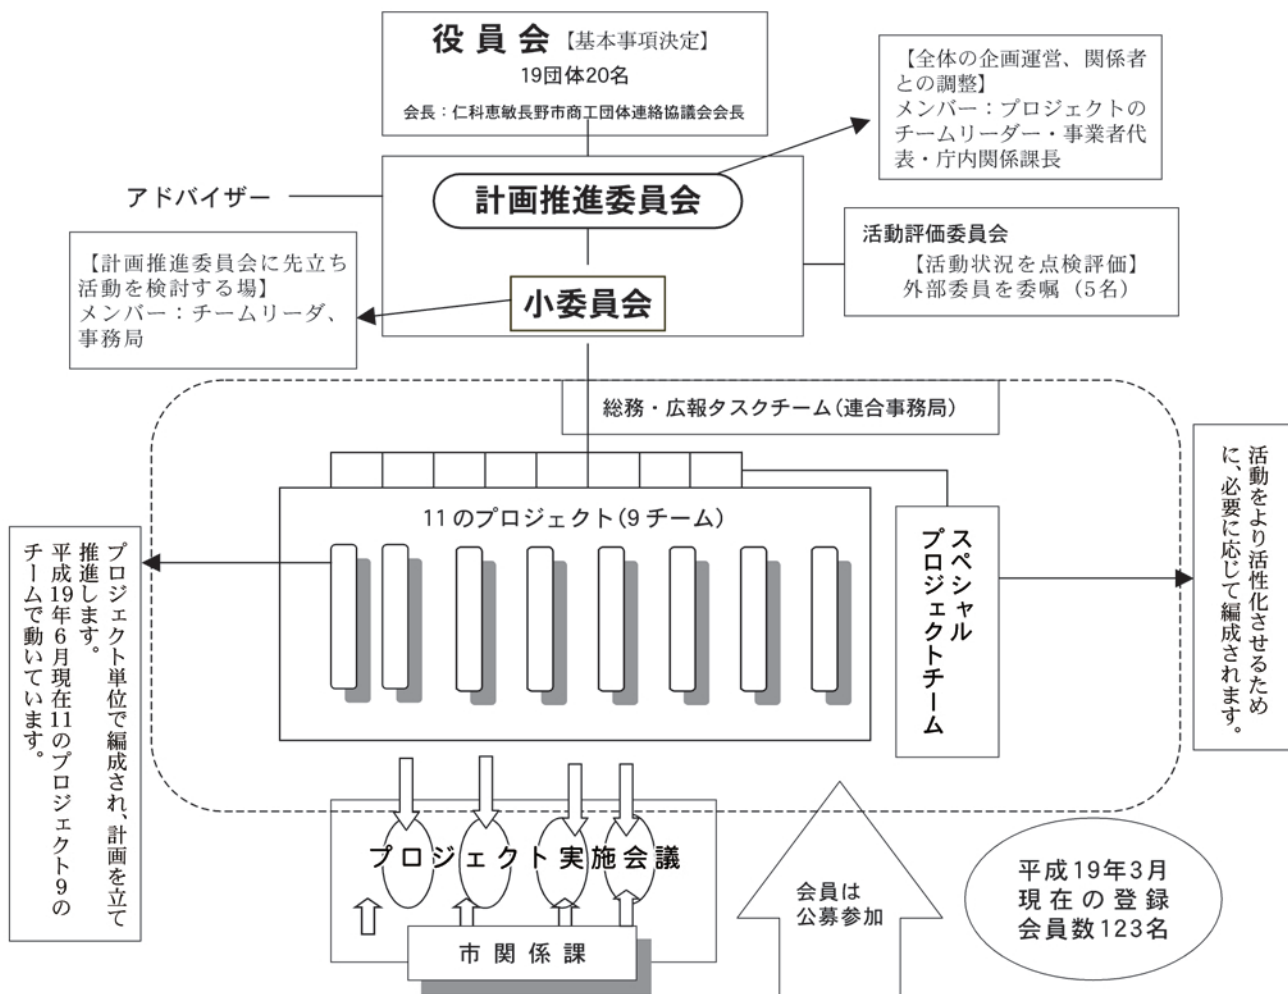 役員会【基本事項決定】
19団体20名
会長：仁科恵敏長野市商工団体連絡協議会会長
【全体の企画運営、関係者
との調整】
メンバー：プロジェクトの
チームリーダー・事業者代
表・庁内関係課長
アドバイザー
計画推進委員会
活動評価委員会
【活動状況を点検評価】
外部委員を委嘱（5名）
【計画推進委員会に先立ち
活動を検討する場】
メンバー：チームリーダ、
事務局
小委員会
総務・広報タスクチーム（連合事務局）
11のプロジェクト（9チーム）
スペシャル
プロジェクトチーム
活動をより活性化させるため
に、必要に応じて編成されます。
プロジェクト単位で編成され、計画を立て
推進します。
平成19年6月現在11のプロジェクト9の
チームで動いています。
プロジェクト実施会議
市関係課
会員は
公募参加
平成19年3月
現在の登録
会員数123名